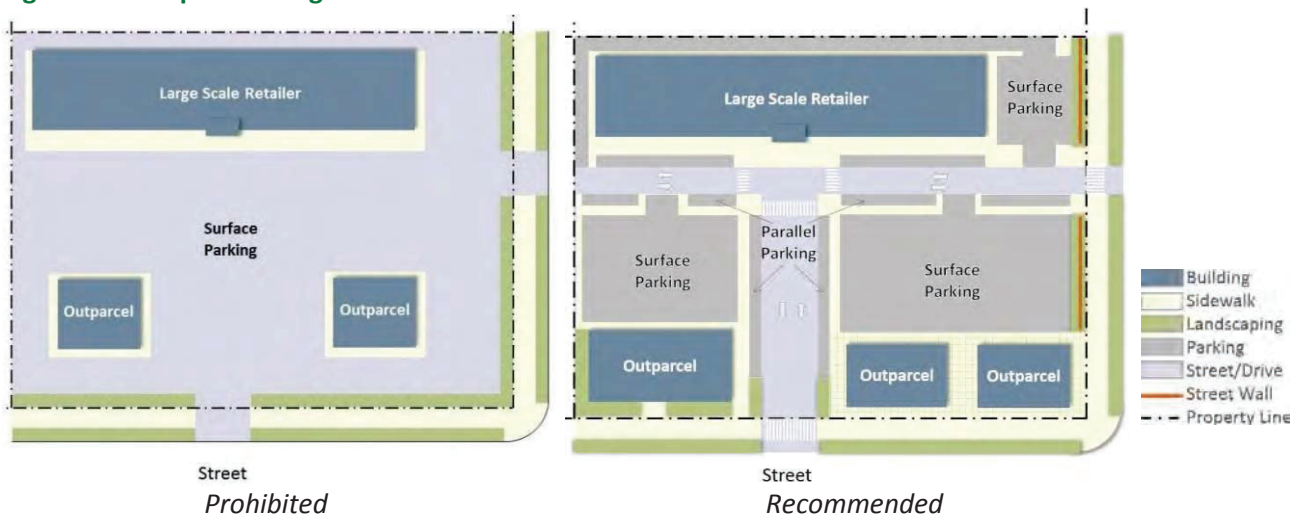 Large Scale Retailer
Surface
Parking
Outparcel
Outparcel
Street
Prohibited
Large Scale Retailer
Surface
Parking
Parallel
Parking
Surface
Parking
Surface
Parking
Outparcel
Outparcel
Outparcel
Street
Recommended
Building
Sidewalk
Landscaping
Parking
Street/Drive
Street Wall
Property Line